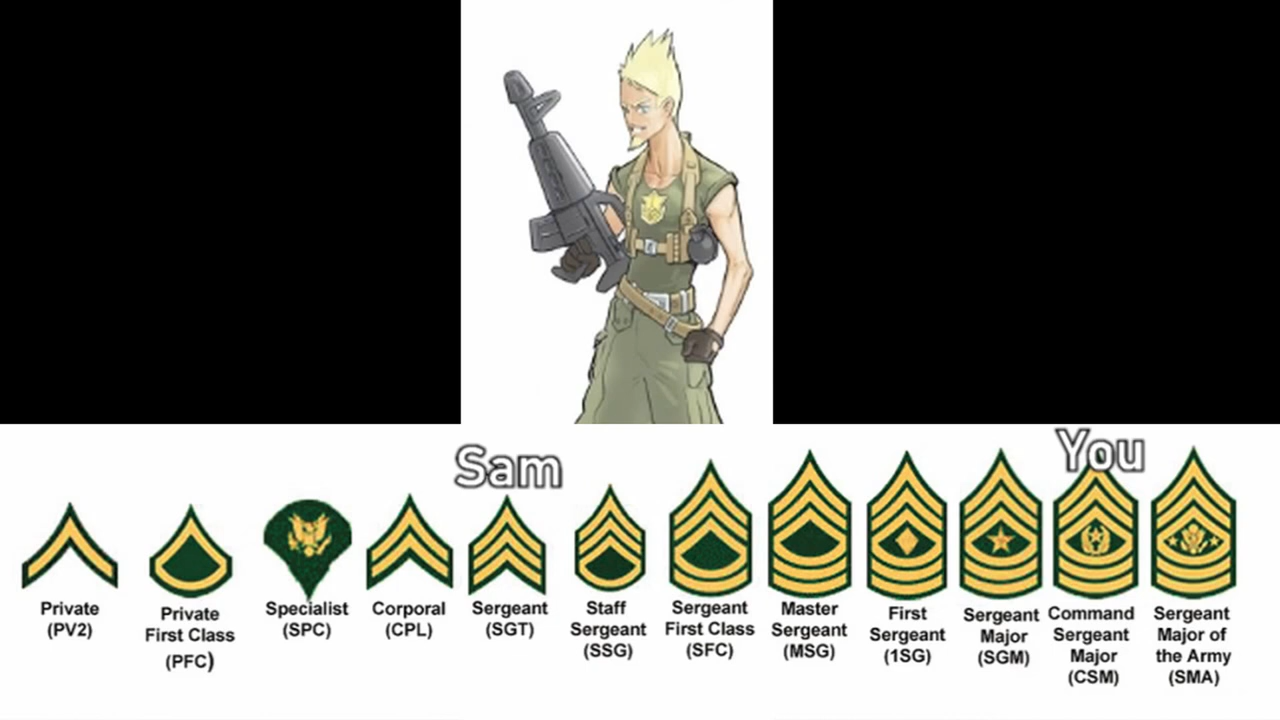 Sam
You
Private
(PV2)
Private
First Class
(PFC)
Specialist
(SPC)
Corporal
(CPL)
Sergeant
(SGT)
Staff
Sergeant
(SSG)
Sergeant
First Class
(SFC)
Master
Sergeant
(MSG)
First
Sergeant
(1SG)
Sergeant
Major
(SGM)
Command
Sergeant
Major
(CSM)
Sergeant
Major of
the Army
(SMA)